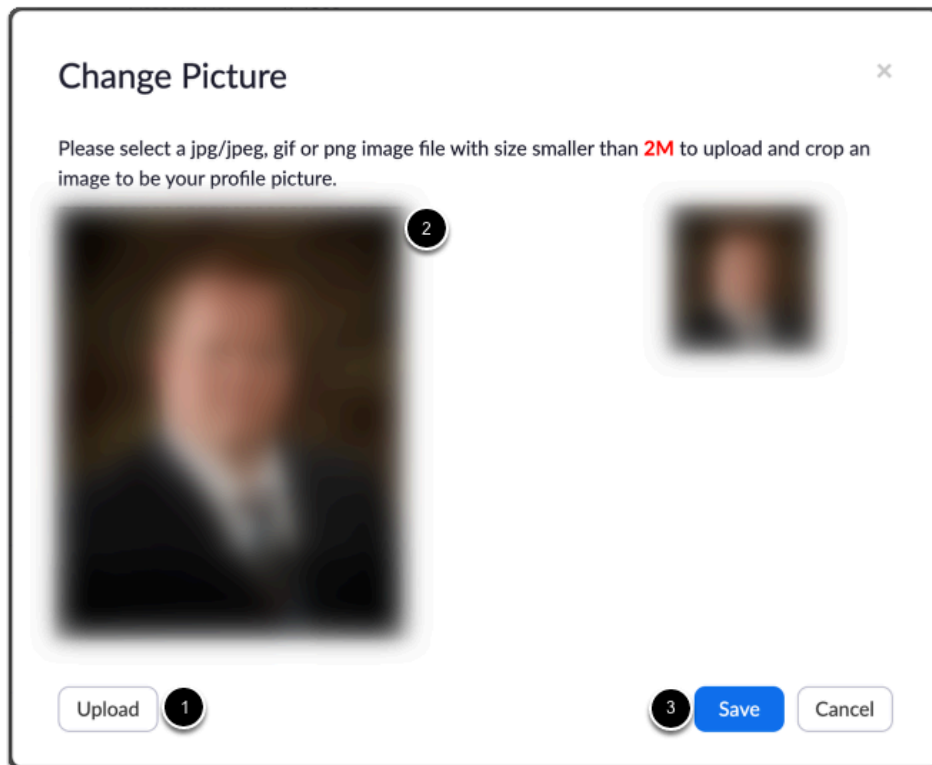 Change Picture
×
Please select a jpg/jpeg, gif or png image file with size smaller than 2M to upload and crop an
image to be your profile picture.
2
Upload 1 3 Save Cancel